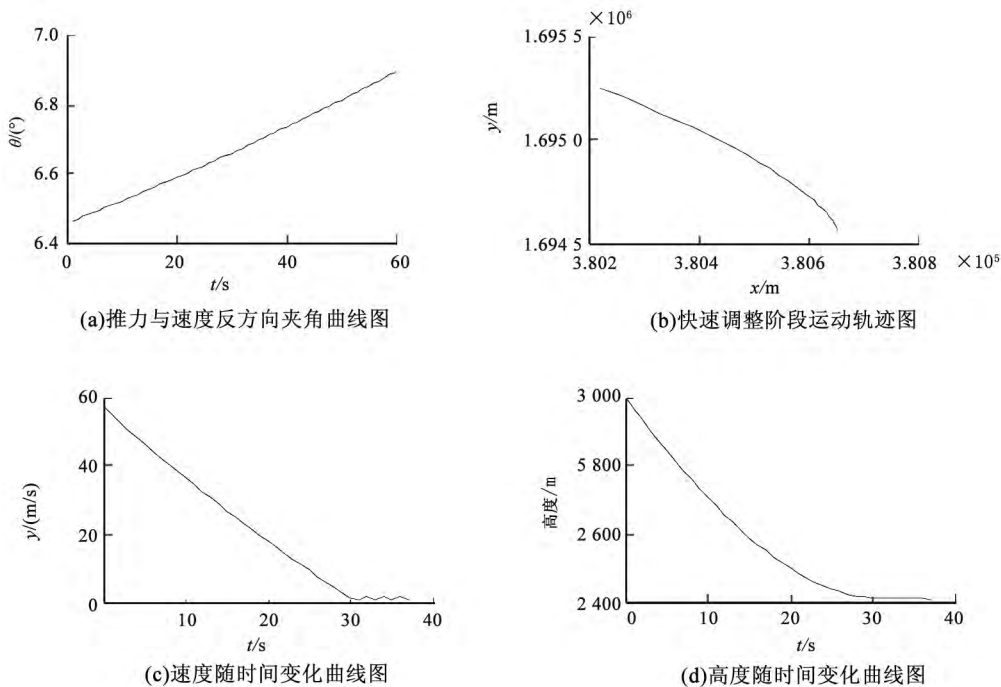 7.0
6.8
6.6
6.4
θ/(°)
0
20
40
60
t/s
(a)推力与速度反方向夹角曲线图
×10⁶
1.695 5
1.695 0
1.694 5
y/m
3.802
3.804
3.806
3.808
×10⁵
x/m
(b)快速调整阶段运动轨迹图
60
40
20
0
y/(m/s)
0
10
20
30
40
t/s
(c)速度随时间变化曲线图
3 000
5 800
2 600
2 400
高度/m
0
10
20
30
40
t/s
(d)高度随时间变化曲线图